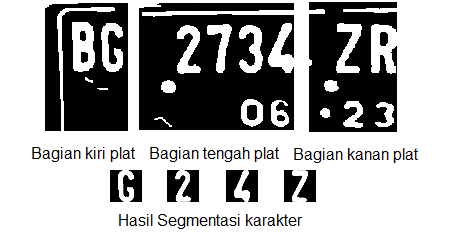 BG 2734 ZR
06 23
Bagian kiri plat Bagian tengah plat Bagian kanan plat
G 2 4 Z
Hasil Segmentasi karakter